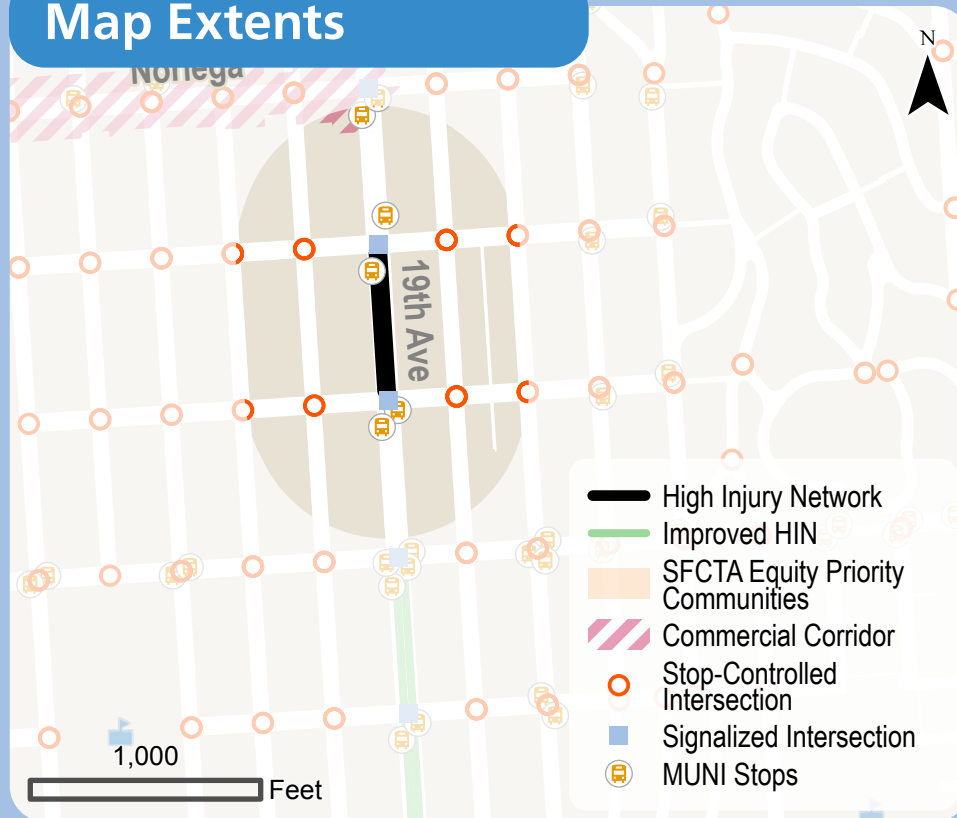 Map Extents
N
Noriega
19th Ave
High Injury Network
Improved HIN
SFCTA Equity Priority
Communities
Commercial Corridor
Stop-Controlled
Intersection
Signalized Intersection
MUNI Stops
1,000
Feet